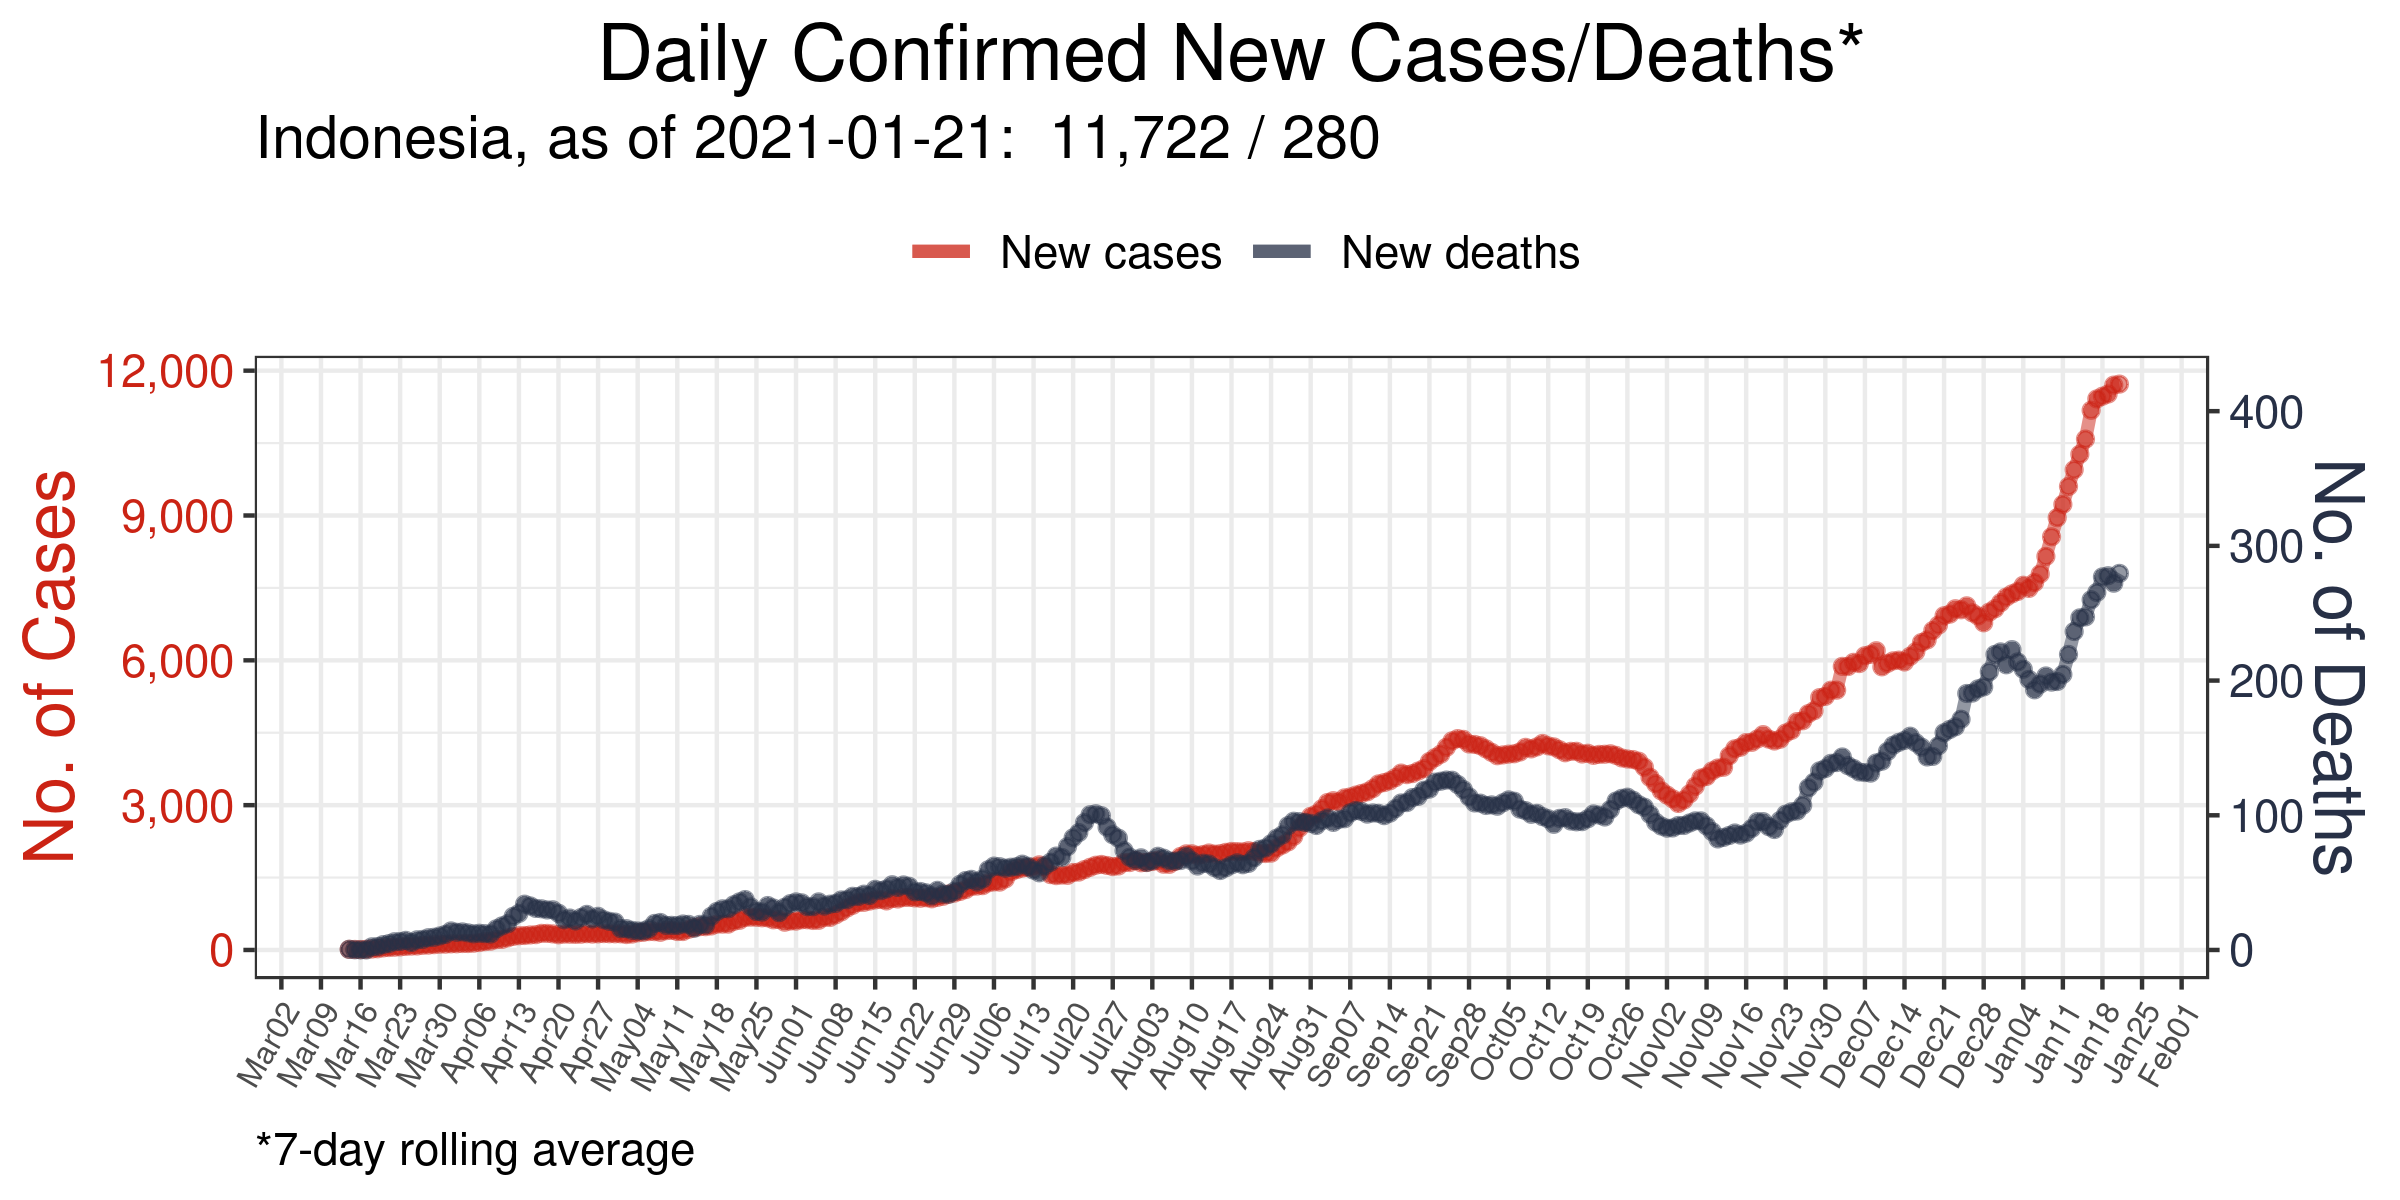 Daily Confirmed New Cases/Deaths*
Indonesia, as of 2021-01-21:  11,722 / 280
New cases
New deaths
No. of Cases
12,000
9,000
6,000
3,000
0
400
300
200
100
0
No. of Deaths
Mar02
Mar09
Mar16
Mar23
Mar30
Apr06
Apr13
Apr20
Apr27
May04
May11
May18
May25
Jun01
Jun08
Jun15
Jun22
Jun29
Jul06
Jul13
Jul20
Jul27
Aug03
Aug10
Aug17
Aug24
Aug31
Sep07
Sep14
Sep21
Sep28
Oct05
Oct12
Oct19
Oct26
Nov02
Nov09
Nov16
Nov23
Nov30
Dec07
Dec14
Dec21
Dec28
Jan04
Jan11
Jan18
Jan25
Feb01
*7-day rolling average